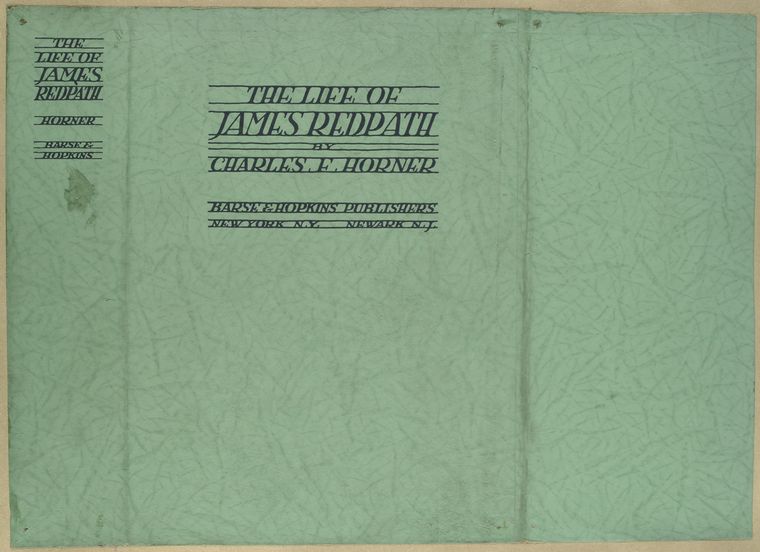 THE
LIFE OF
JAMES
REDPATH
HORNER
BARSE &
HOPKINS
THE LIFE OF
JAMES REDPATH
BY
CHARLES F. HORNER
BARSE & HOPKINS PUBLISHERS
NEW YORK N.Y. NEWARK N.J.